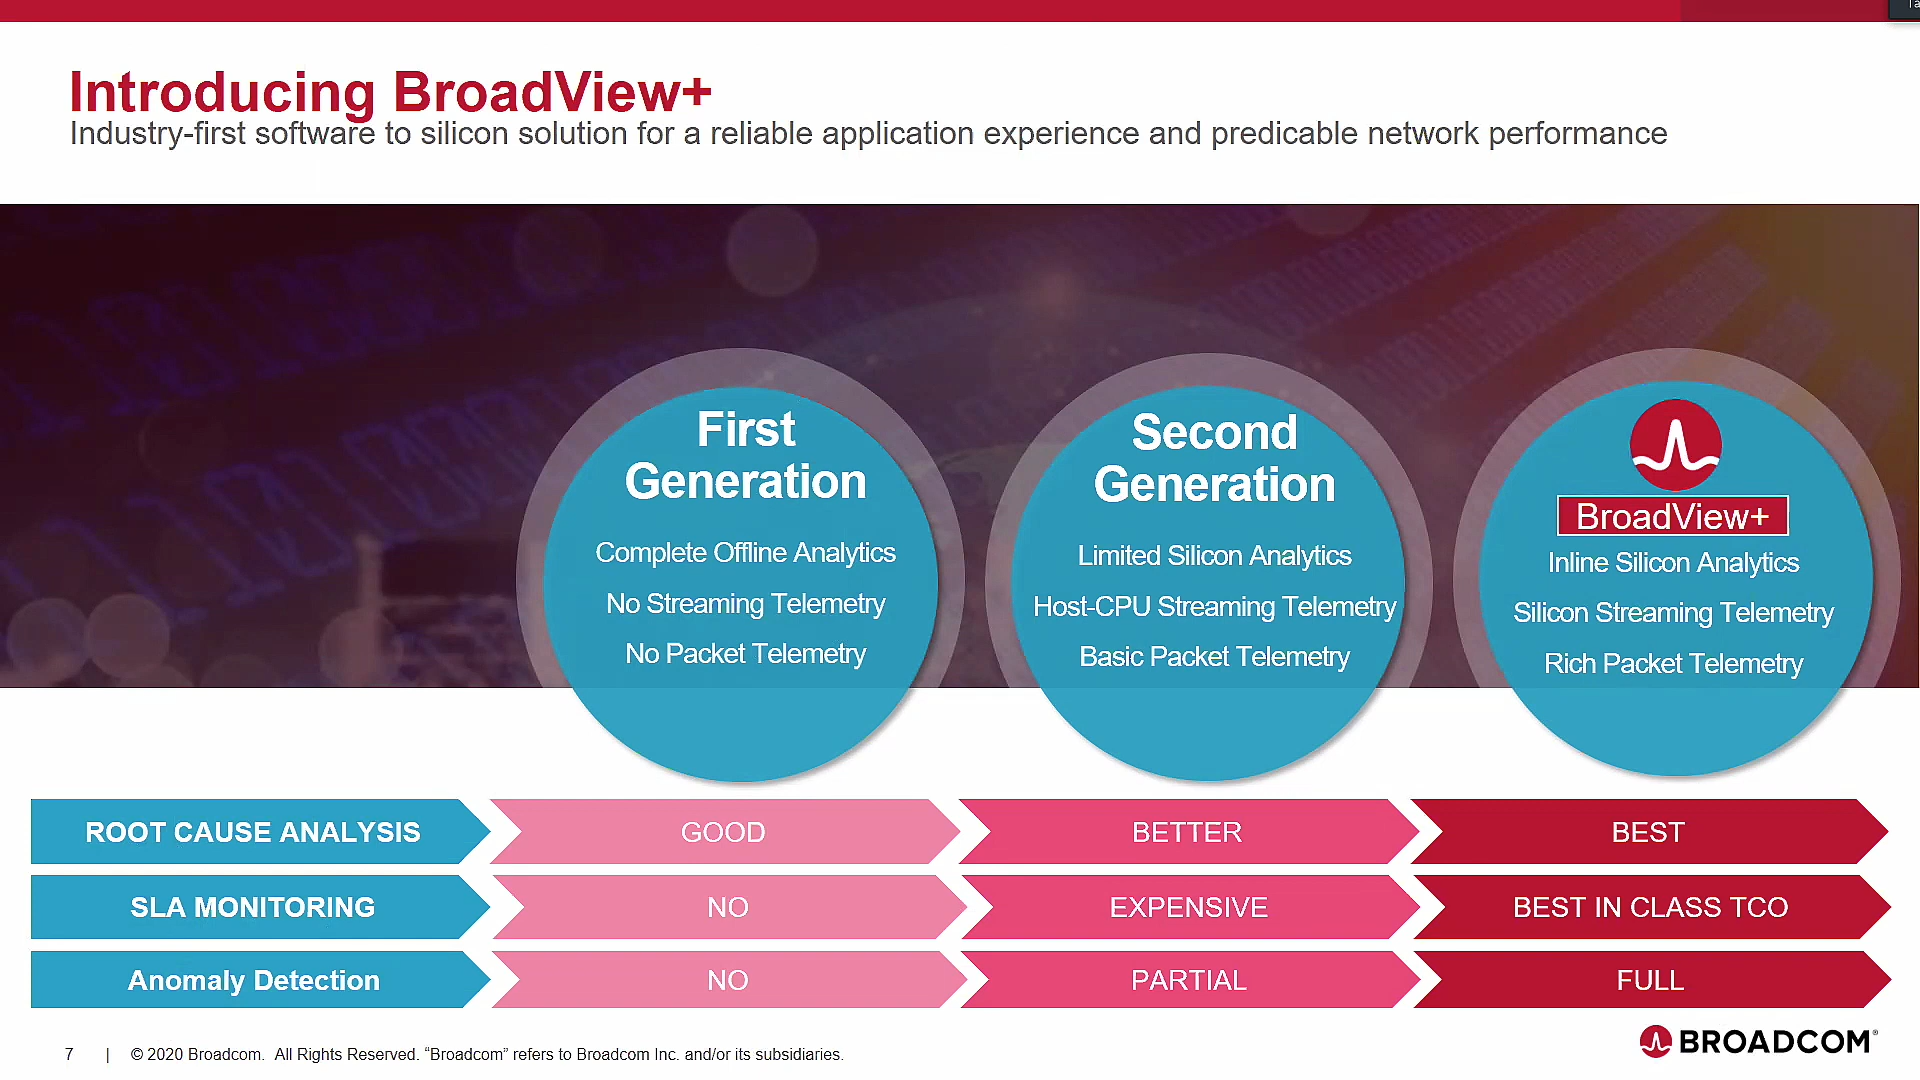 Ta
Introducing BroadView+
Industry-first software to silicon solution for a reliable application experience and predicable network performance
First
Generation
Complete Offline Analytics
No Streaming Telemetry
No Packet Telemetry
Second
Generation
Limited Silicon Analytics
Host-CPU Streaming Telemetry
Basic Packet Telemetry
BroadView+
Inline Silicon Analytics
Silicon Streaming Telemetry
Rich Packet Telemetry
ROOT CAUSE ANALYSIS GOOD BETTER BEST
SLA MONITORING NO EXPENSIVE BEST IN CLASS TCO
Anomaly Detection NO PARTIAL FULL
7 | © 2020 Broadcom. All Rights Reserved. “Broadcom” refers to Broadcom Inc. and/or its subsidiaries.
BROADCOM®